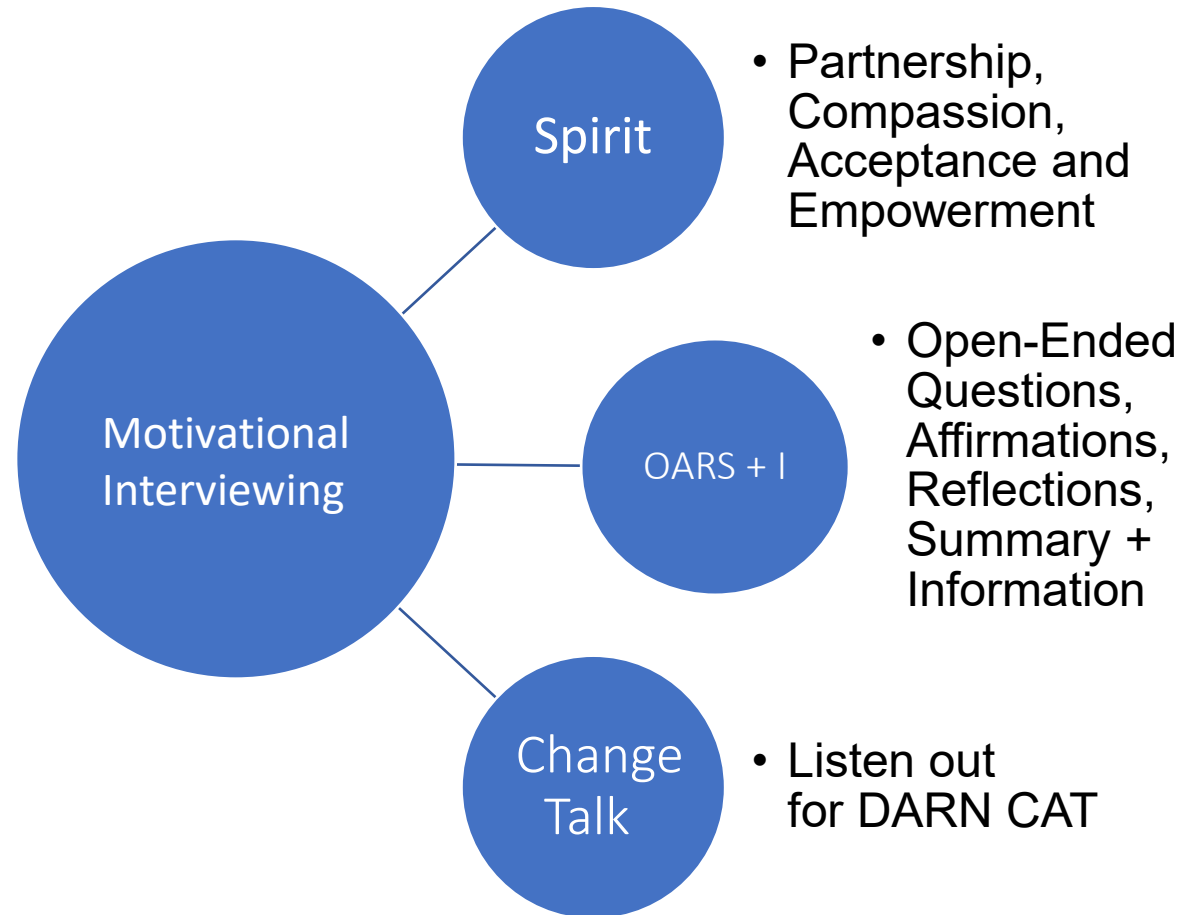 Motivational
Interviewing
Spirit
• Partnership,
Compassion,
Acceptance and
Empowerment
OARS + I
• Open-Ended
Questions,
Affirmations,
Reflections,
Summary +
Information
Change
Talk
• Listen out
for DARN CAT